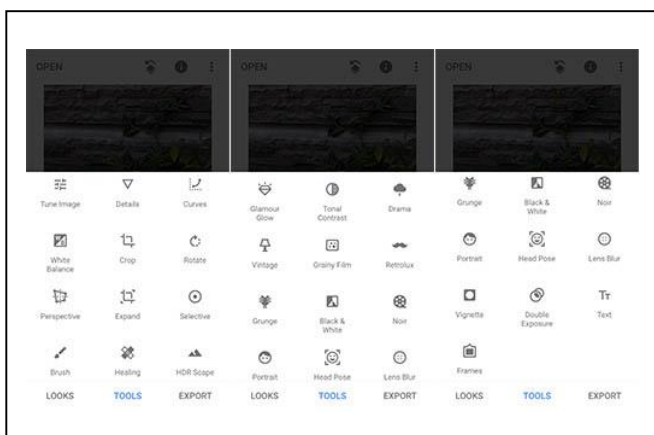 OPEN
OPEN
OPEN
Tune Image
Details
Curves
White
Balance
Crop
Rotate
Perspective
Expand
Selective
Brush
Healing
HDR Scape
LOOKS
TOOLS
EXPORT
Glamour
Glow
Tonal
Contrast
Drama
Vintage
Grainy Film
Retrolux
Grunge
Black &
White
Noir
Portrait
Head Pose
Lens Blur
LOOKS
TOOLS
EXPORT
Grunge
Black &
White
Noir
Portrait
Head Pose
Lens Blur
Vignette
Double
Exposure
Text
Frames
LOOKS
TOOLS
EXPORT